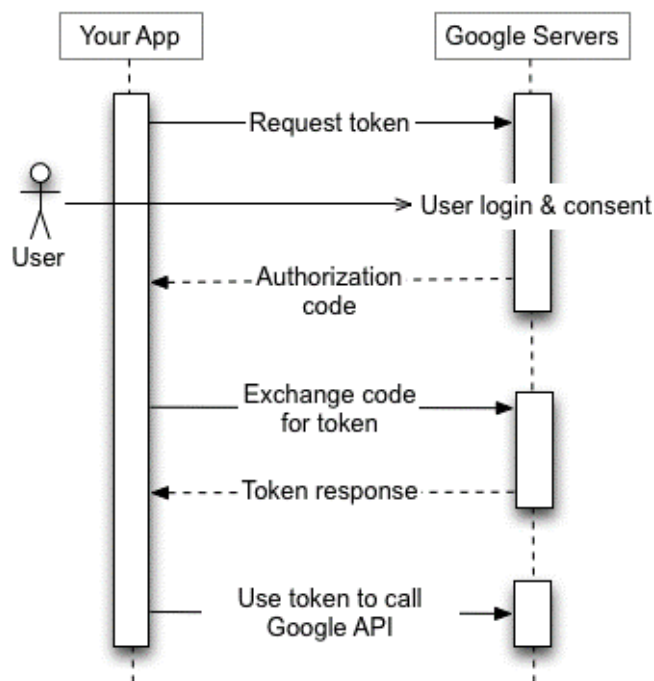 Your App
Google Servers
Request token
User login & consent
User
Authorization
code
Exchange code
for token
Token response
Use token to call
Google API